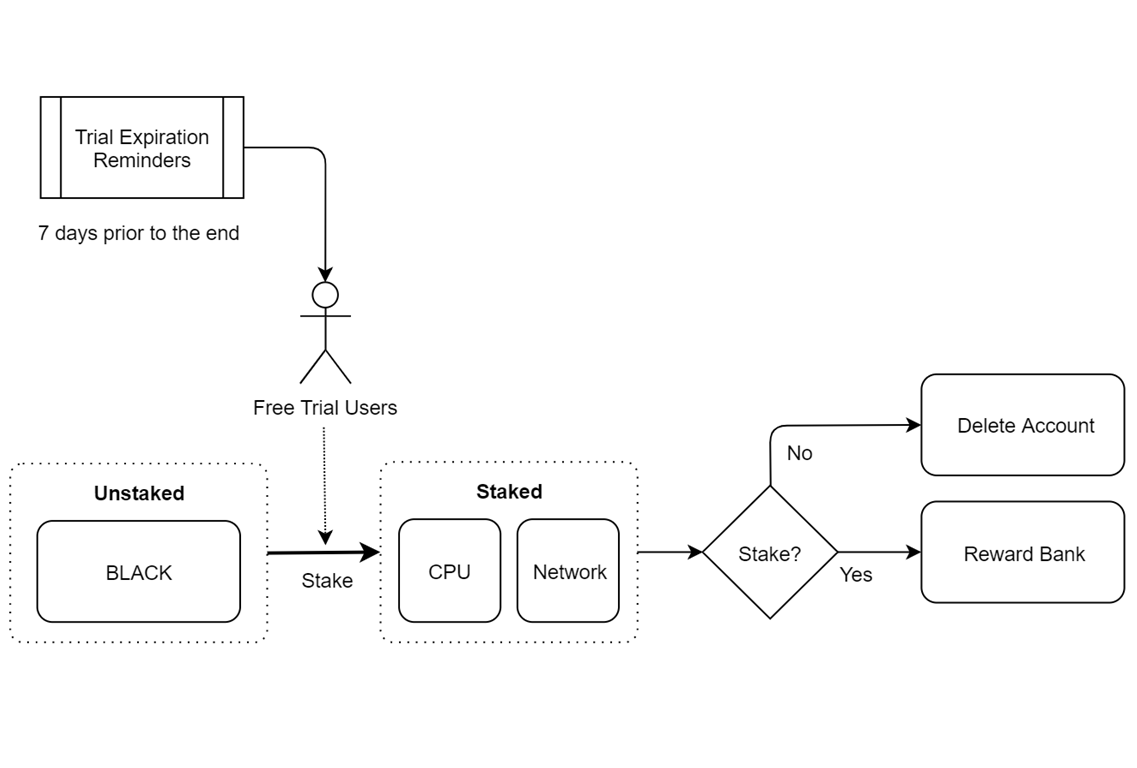 Trial Expiration
Reminders
7 days prior to the end
Free Trial Users
Unstaked
BLACK
Stake
Staked
CPU
Network
Stake?
No
Yes
Delete Account
Reward Bank